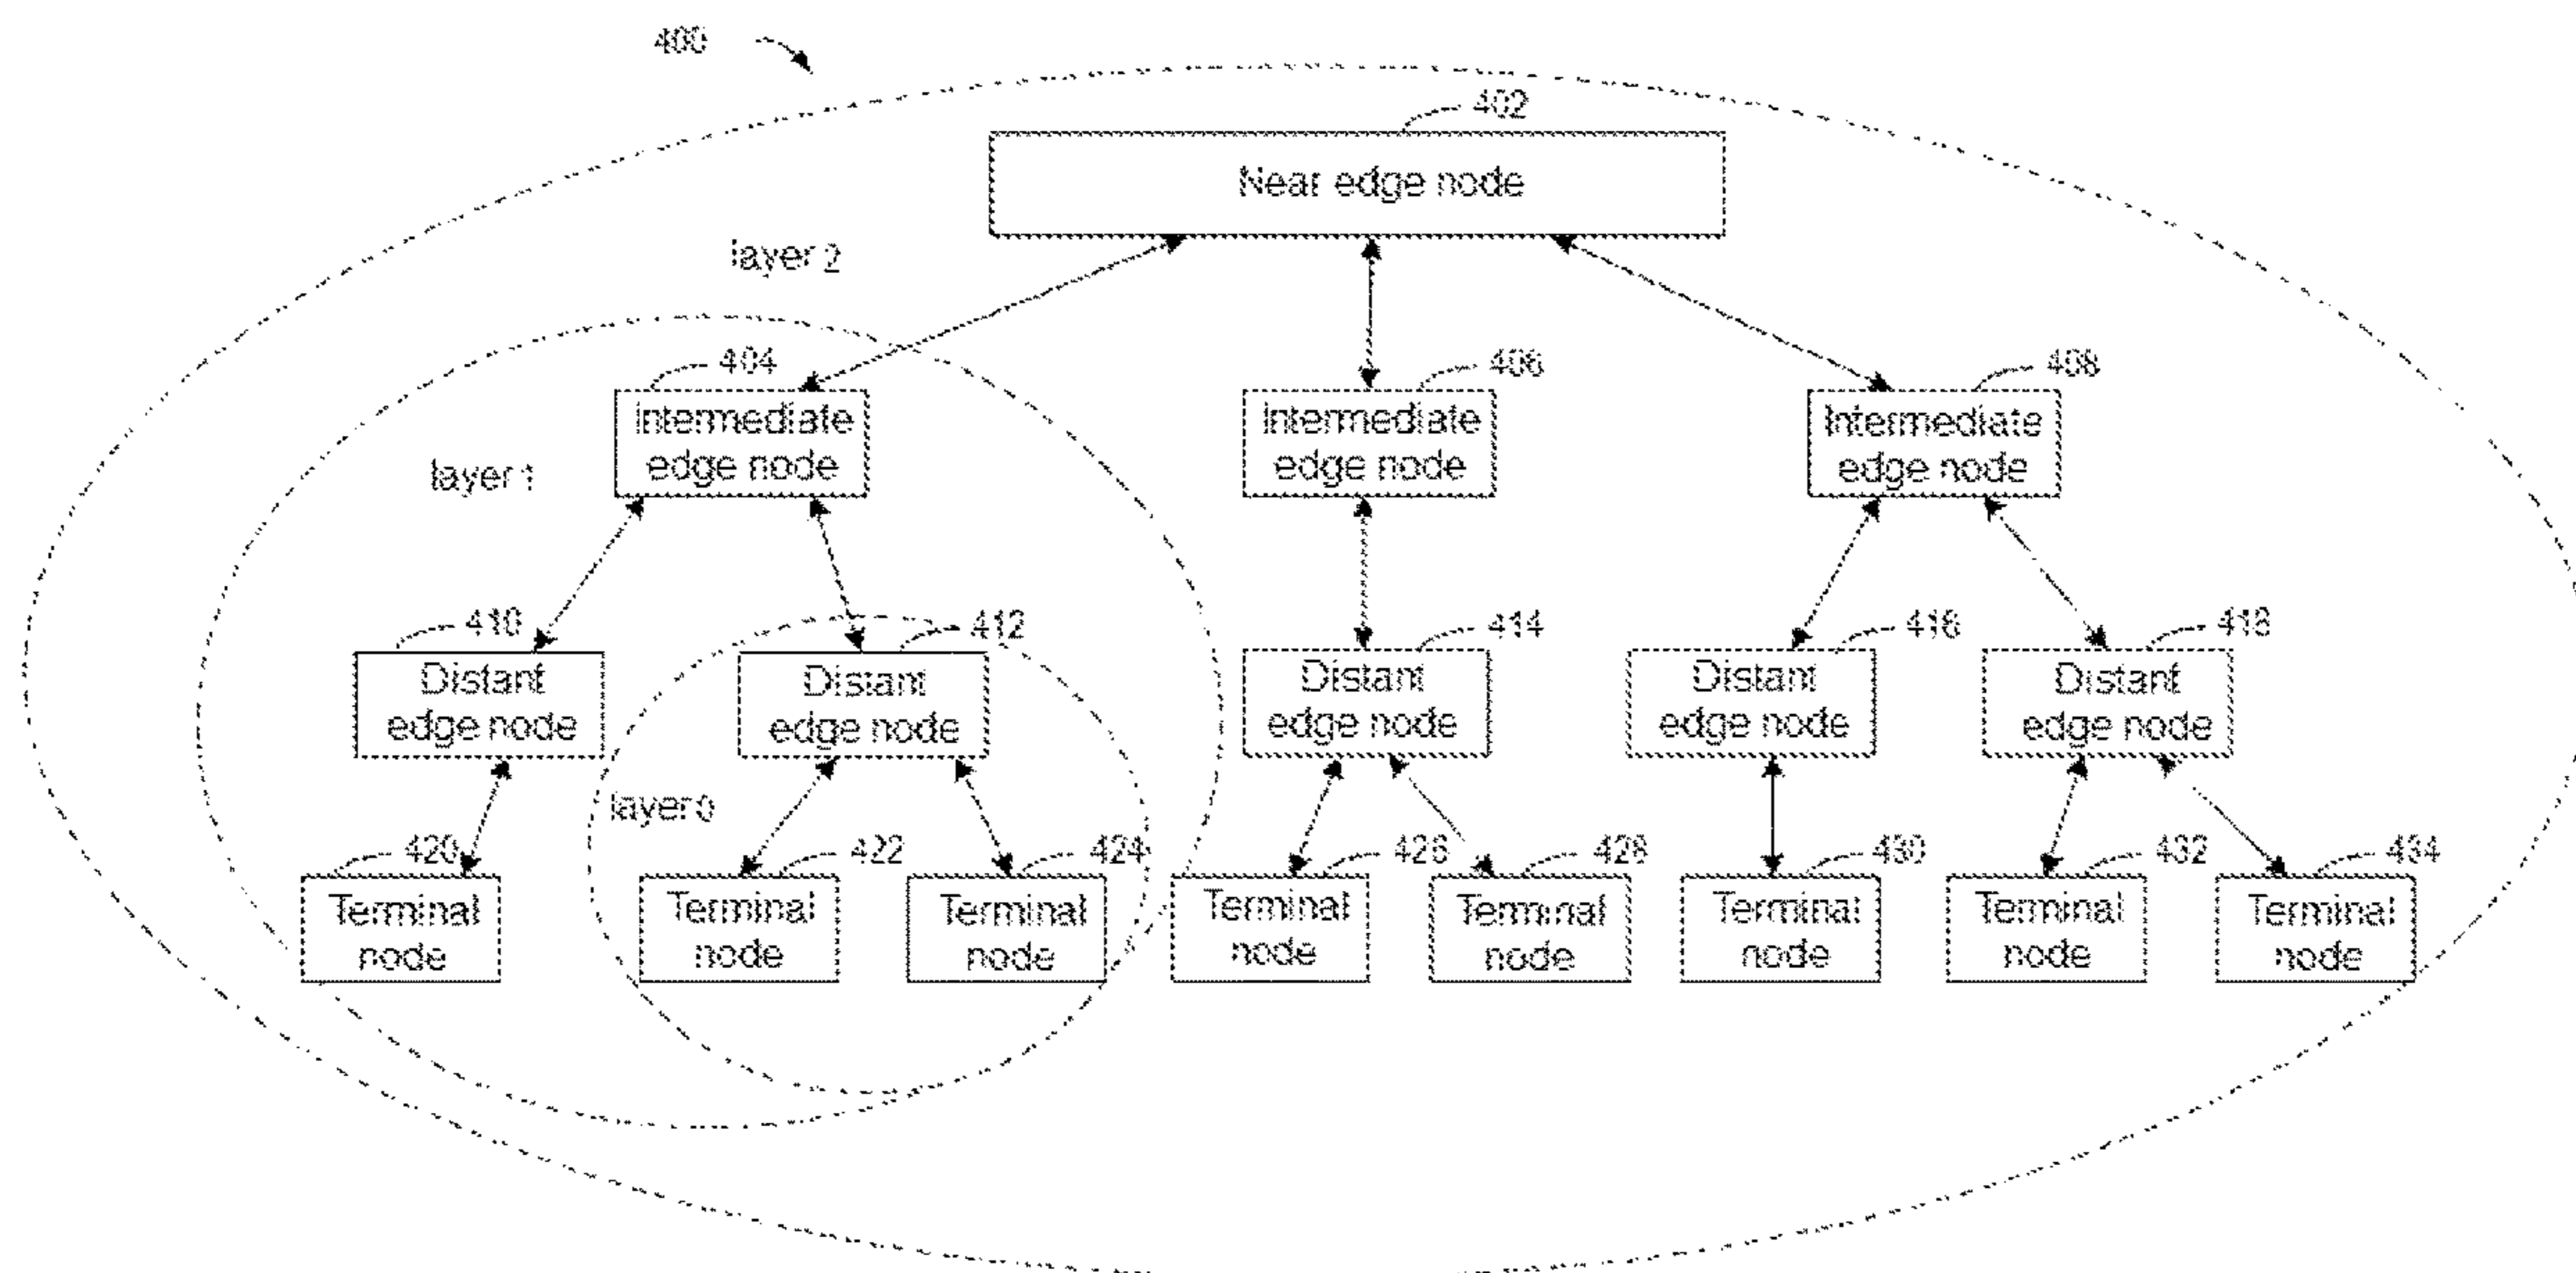 400
402
Near edge node
layer 2
404
406
408
Intermediate
edge node
Intermediate
edge node
Intermediate
edge node
layer 1
410
412
414
416
418
Distant
edge node
Distant
edge node
Distant
edge node
Distant
edge node
Distant
edge node
layer 0
420
422
424
426
428
430
432
434
Terminal
node
Terminal
node
Terminal
node
Terminal
node
Terminal
node
Terminal
node
Terminal
node
Terminal
node